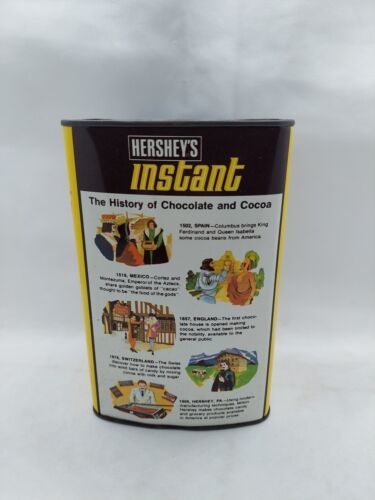 HERSHEY'S
instant
The History of Chocolate and Cocoa
1502, SPAIN—Columbus brings King
Ferdinand and Queen Isabella
some cocoa beans from America.
1519, MEXICO—Cortez and
Montezuma, Emperor of the Aztecs,
share golden goblets of "cacao"
thought to be "the food of the gods".
1657, ENGLAND—The first choco-
late house is opened making
cocoa, which had been limited to
the nobility, available to the
general public.
1876, SWITZERLAND—The Swiss
discover how to make chocolate
into solid bars of candy by mixing
cocoa with milk and sugar.
HERSHEY, PA—Using modern
manufacturing techniques, Milton
Hershey makes chocolate candy
and grocery products available
in America at popular prices.